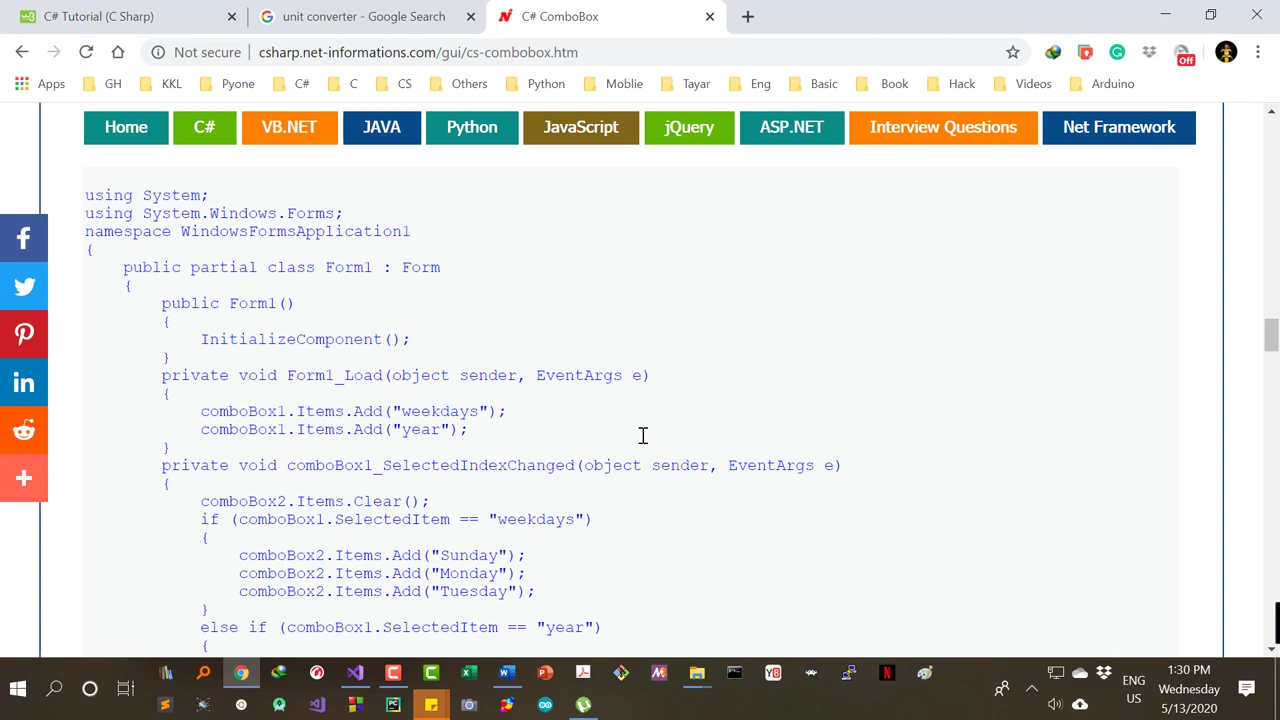 C# Tutorial (C Sharp)
unit converter - Google Search
C# ComboBox
Not secure
csharp.net-informations.com/gui/cs-combobox.htm
Off
Apps
GH
KKL
Pyone
C#
C
CS
Others
Python
Moblie
Tayar
Eng
Basic
Book
Hack
Videos
Arduino
Home
C#
VB.NET
JAVA
Python
JavaScript
jQuery
ASP.NET
Interview Questions
Net Framework
using System;
using System.Windows.Forms;
namespace WindowsFormsApplication1
{
public partial class Form1 : Form
{
public Form1()
{
InitializeComponent();
}
private void Form1_Load(object sender, EventArgs e)
{
comboBox1.Items.Add("weekdays");
comboBox1.Items.Add("year");
}
private void comboBox1_SelectedIndexChanged(object sender, EventArgs e)
{
comboBox2.Items.Clear();
if (comboBox1.SelectedItem == "weekdays")
{
comboBox2.Items.Add("Sunday");
comboBox2.Items.Add("Monday");
comboBox2.Items.Add("Tuesday");
}
else if (comboBox1.SelectedItem == "year")
{
ENG
US
1:30 PM
Wednesday
5/13/2020